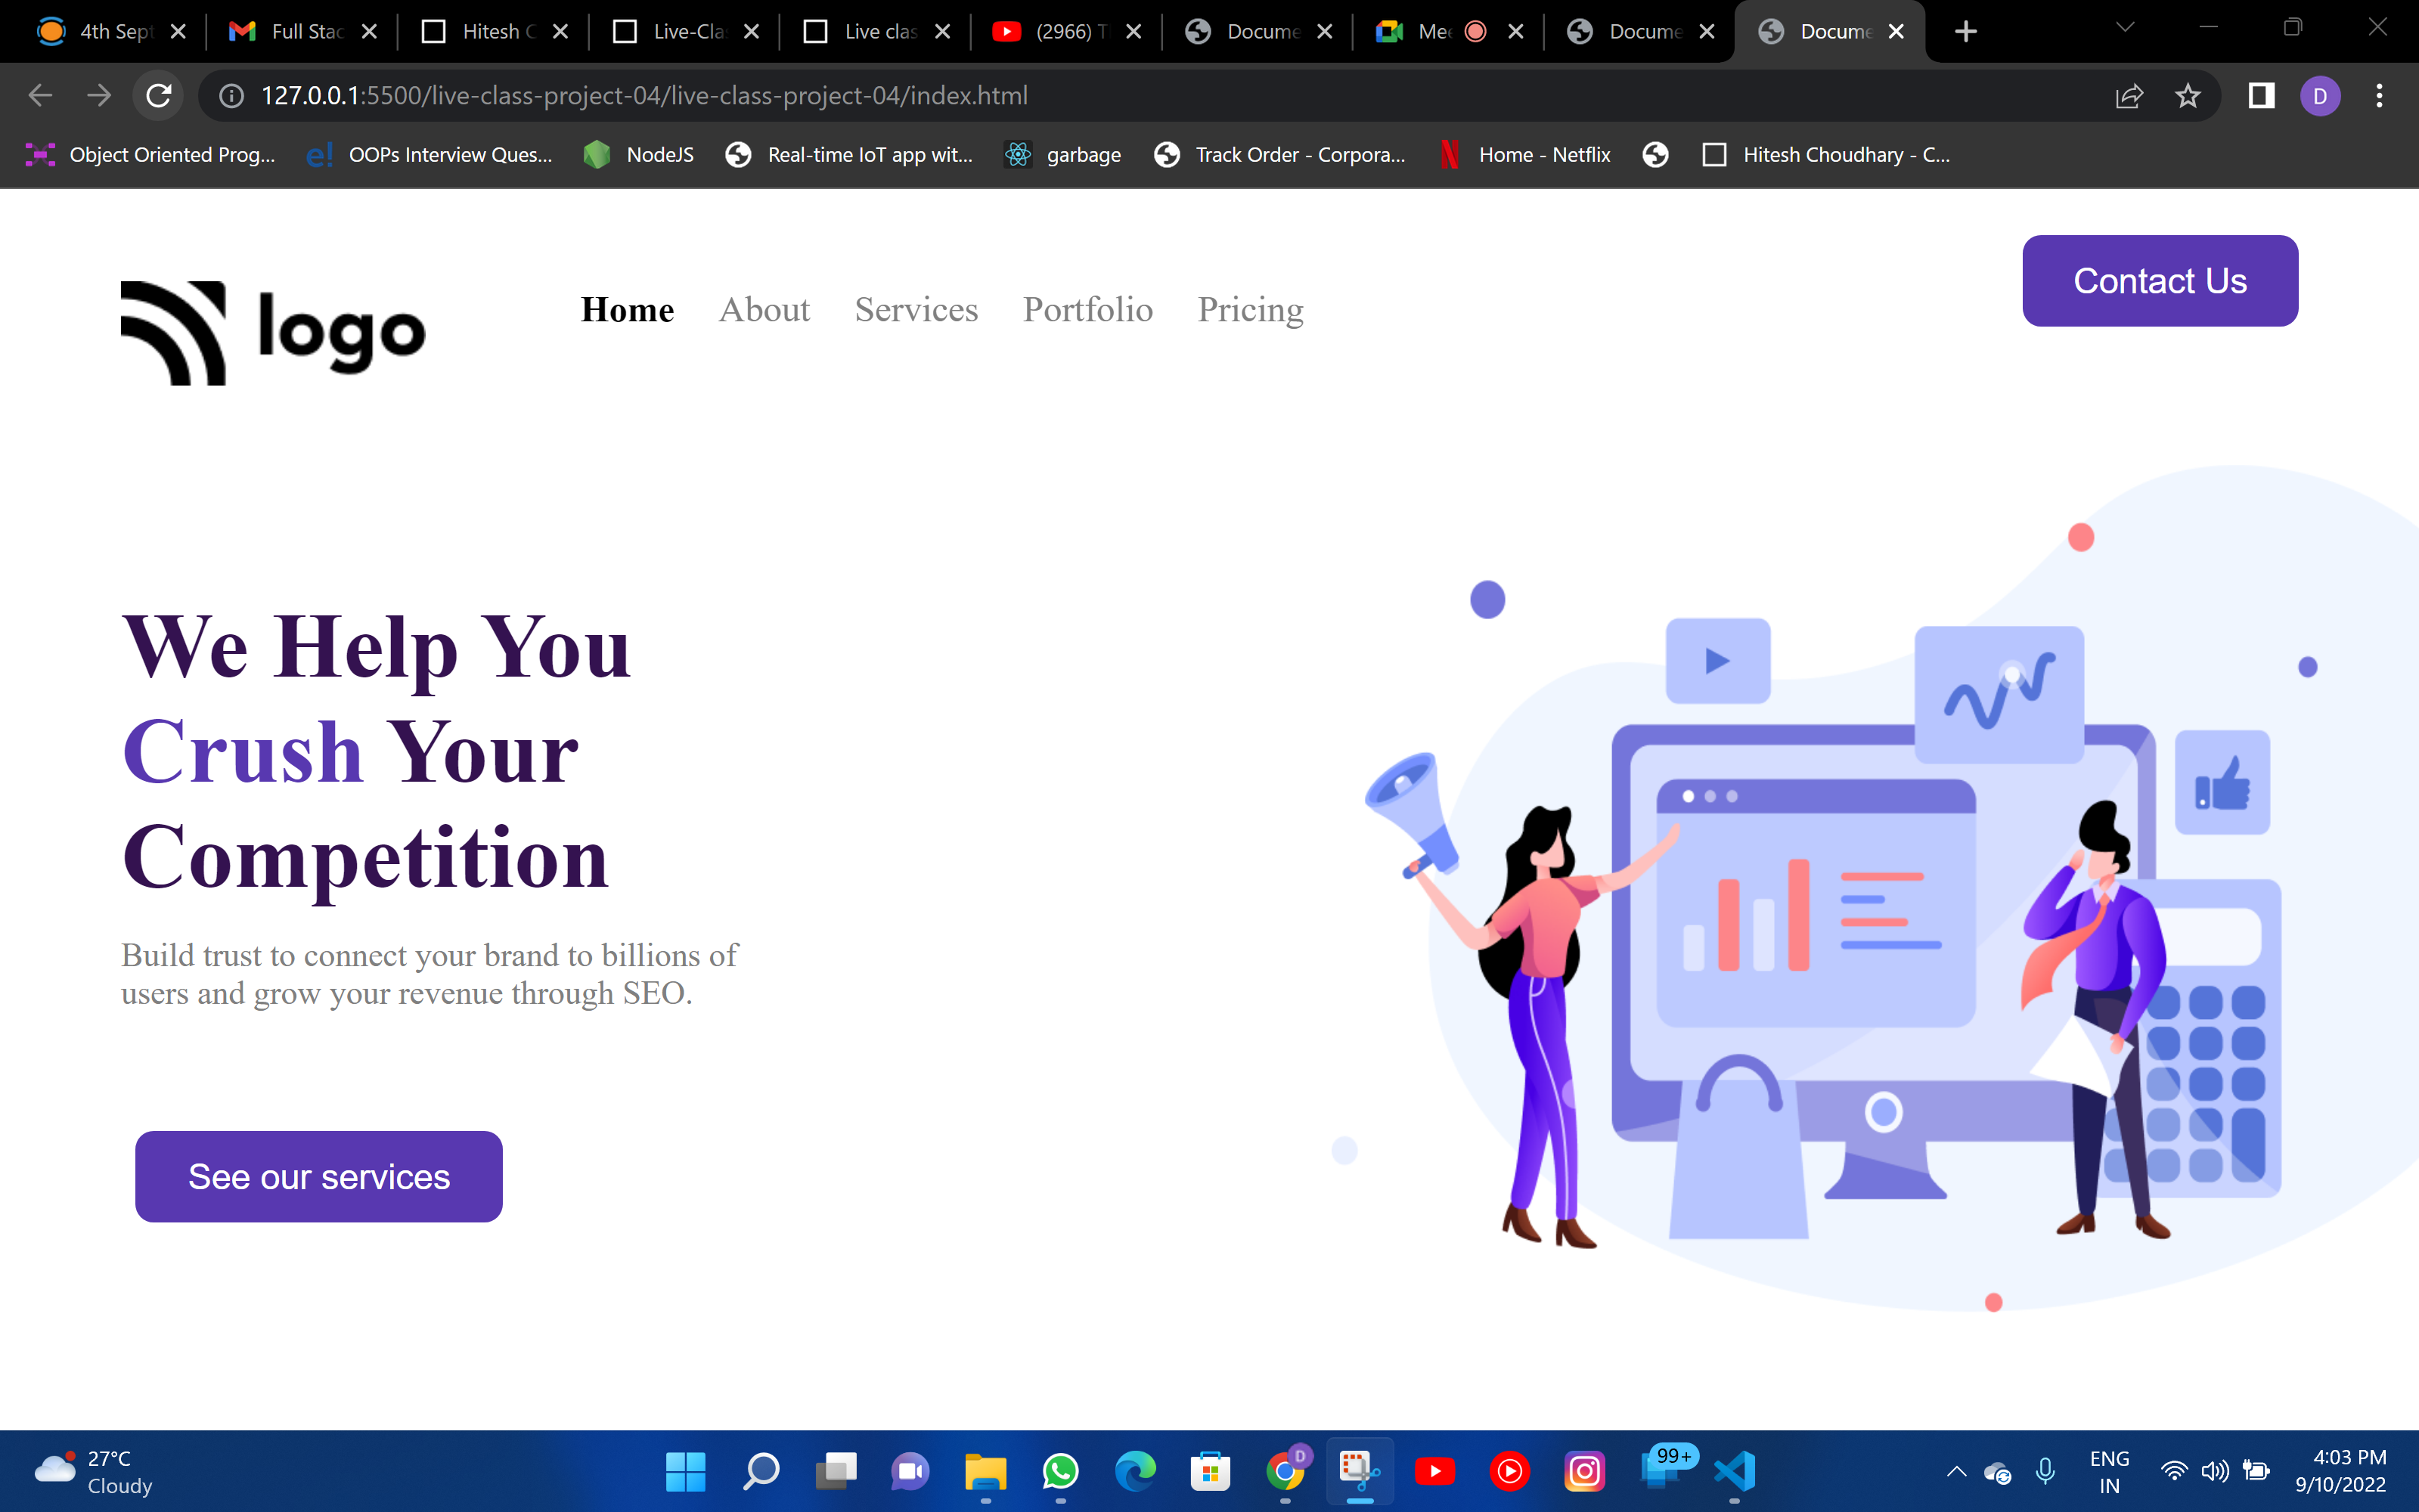 4th Sept
Full Stac
Hitesh C
Live-Cla
Live clas
(2966) T
Docume
Mee
Docume
Docume
127.0.0.1:5500/live-class-project-04/live-class-project-04/index.html
D
Object Oriented Prog...
e! OOPs Interview Ques...
NodeJS
Real-time IoT app wit...
garbage
Track Order - Corpora...
Home - Netflix
Hitesh Choudhary - C...
logo
Home About Services Portfolio Pricing
Contact Us
We Help You
Crush Your
Competition
Build trust to connect your brand to billions of
users and grow your revenue through SEO.
See our services
27°C
Cloudy
D
99+
ENG
IN
4:03 PM
9/10/2022